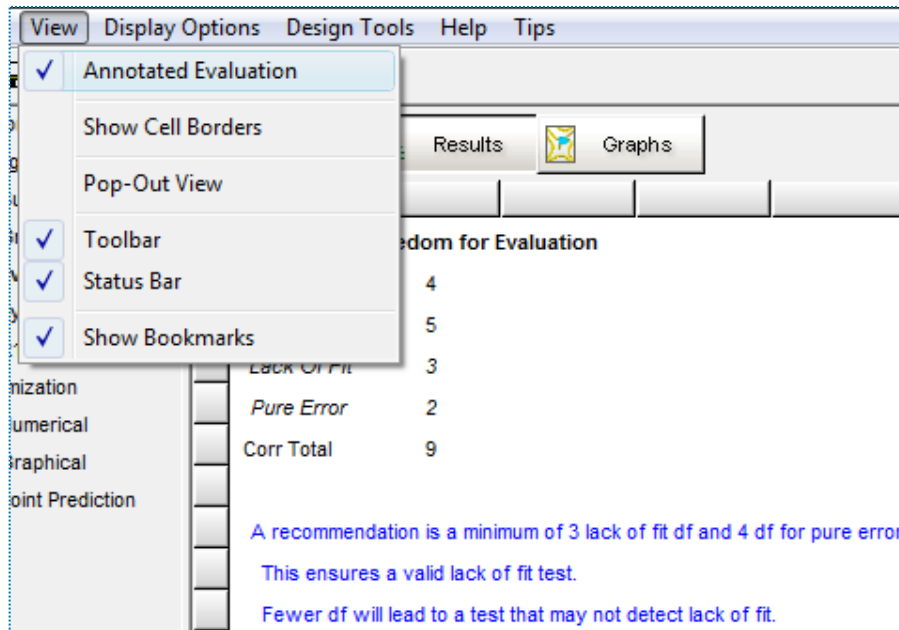 View Display Options Design Tools Help Tips
Annotated Evaluation
Show Cell Borders
Pop-Out View
Toolbar
Status Bar
Show Bookmarks
Results Graphs
edom for Evaluation
4
5
Lack Of Fit 3
Pure Error 2
Corr Total 9
mization
umerical
Graphical
oint Prediction
A recommendation is a minimum of 3 lack of fit df and 4 df for pure error
This ensures a valid lack of fit test.
Fewer df will lead to a test that may not detect lack of fit.